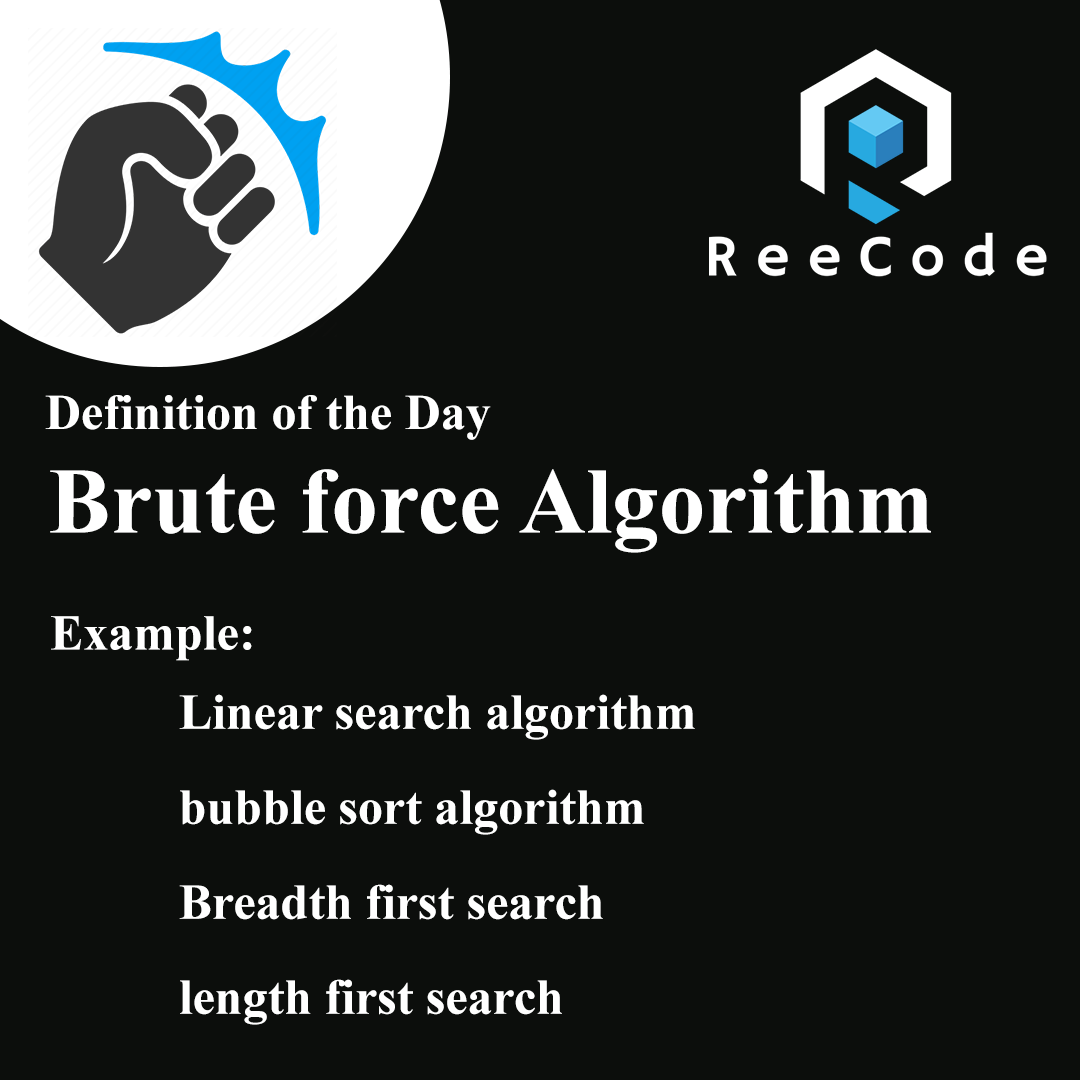 ReeCode
Definition of the Day
Brute force Algorithm
Example:
Linear search algorithm
bubble sort algorithm
Breadth first search
length first search